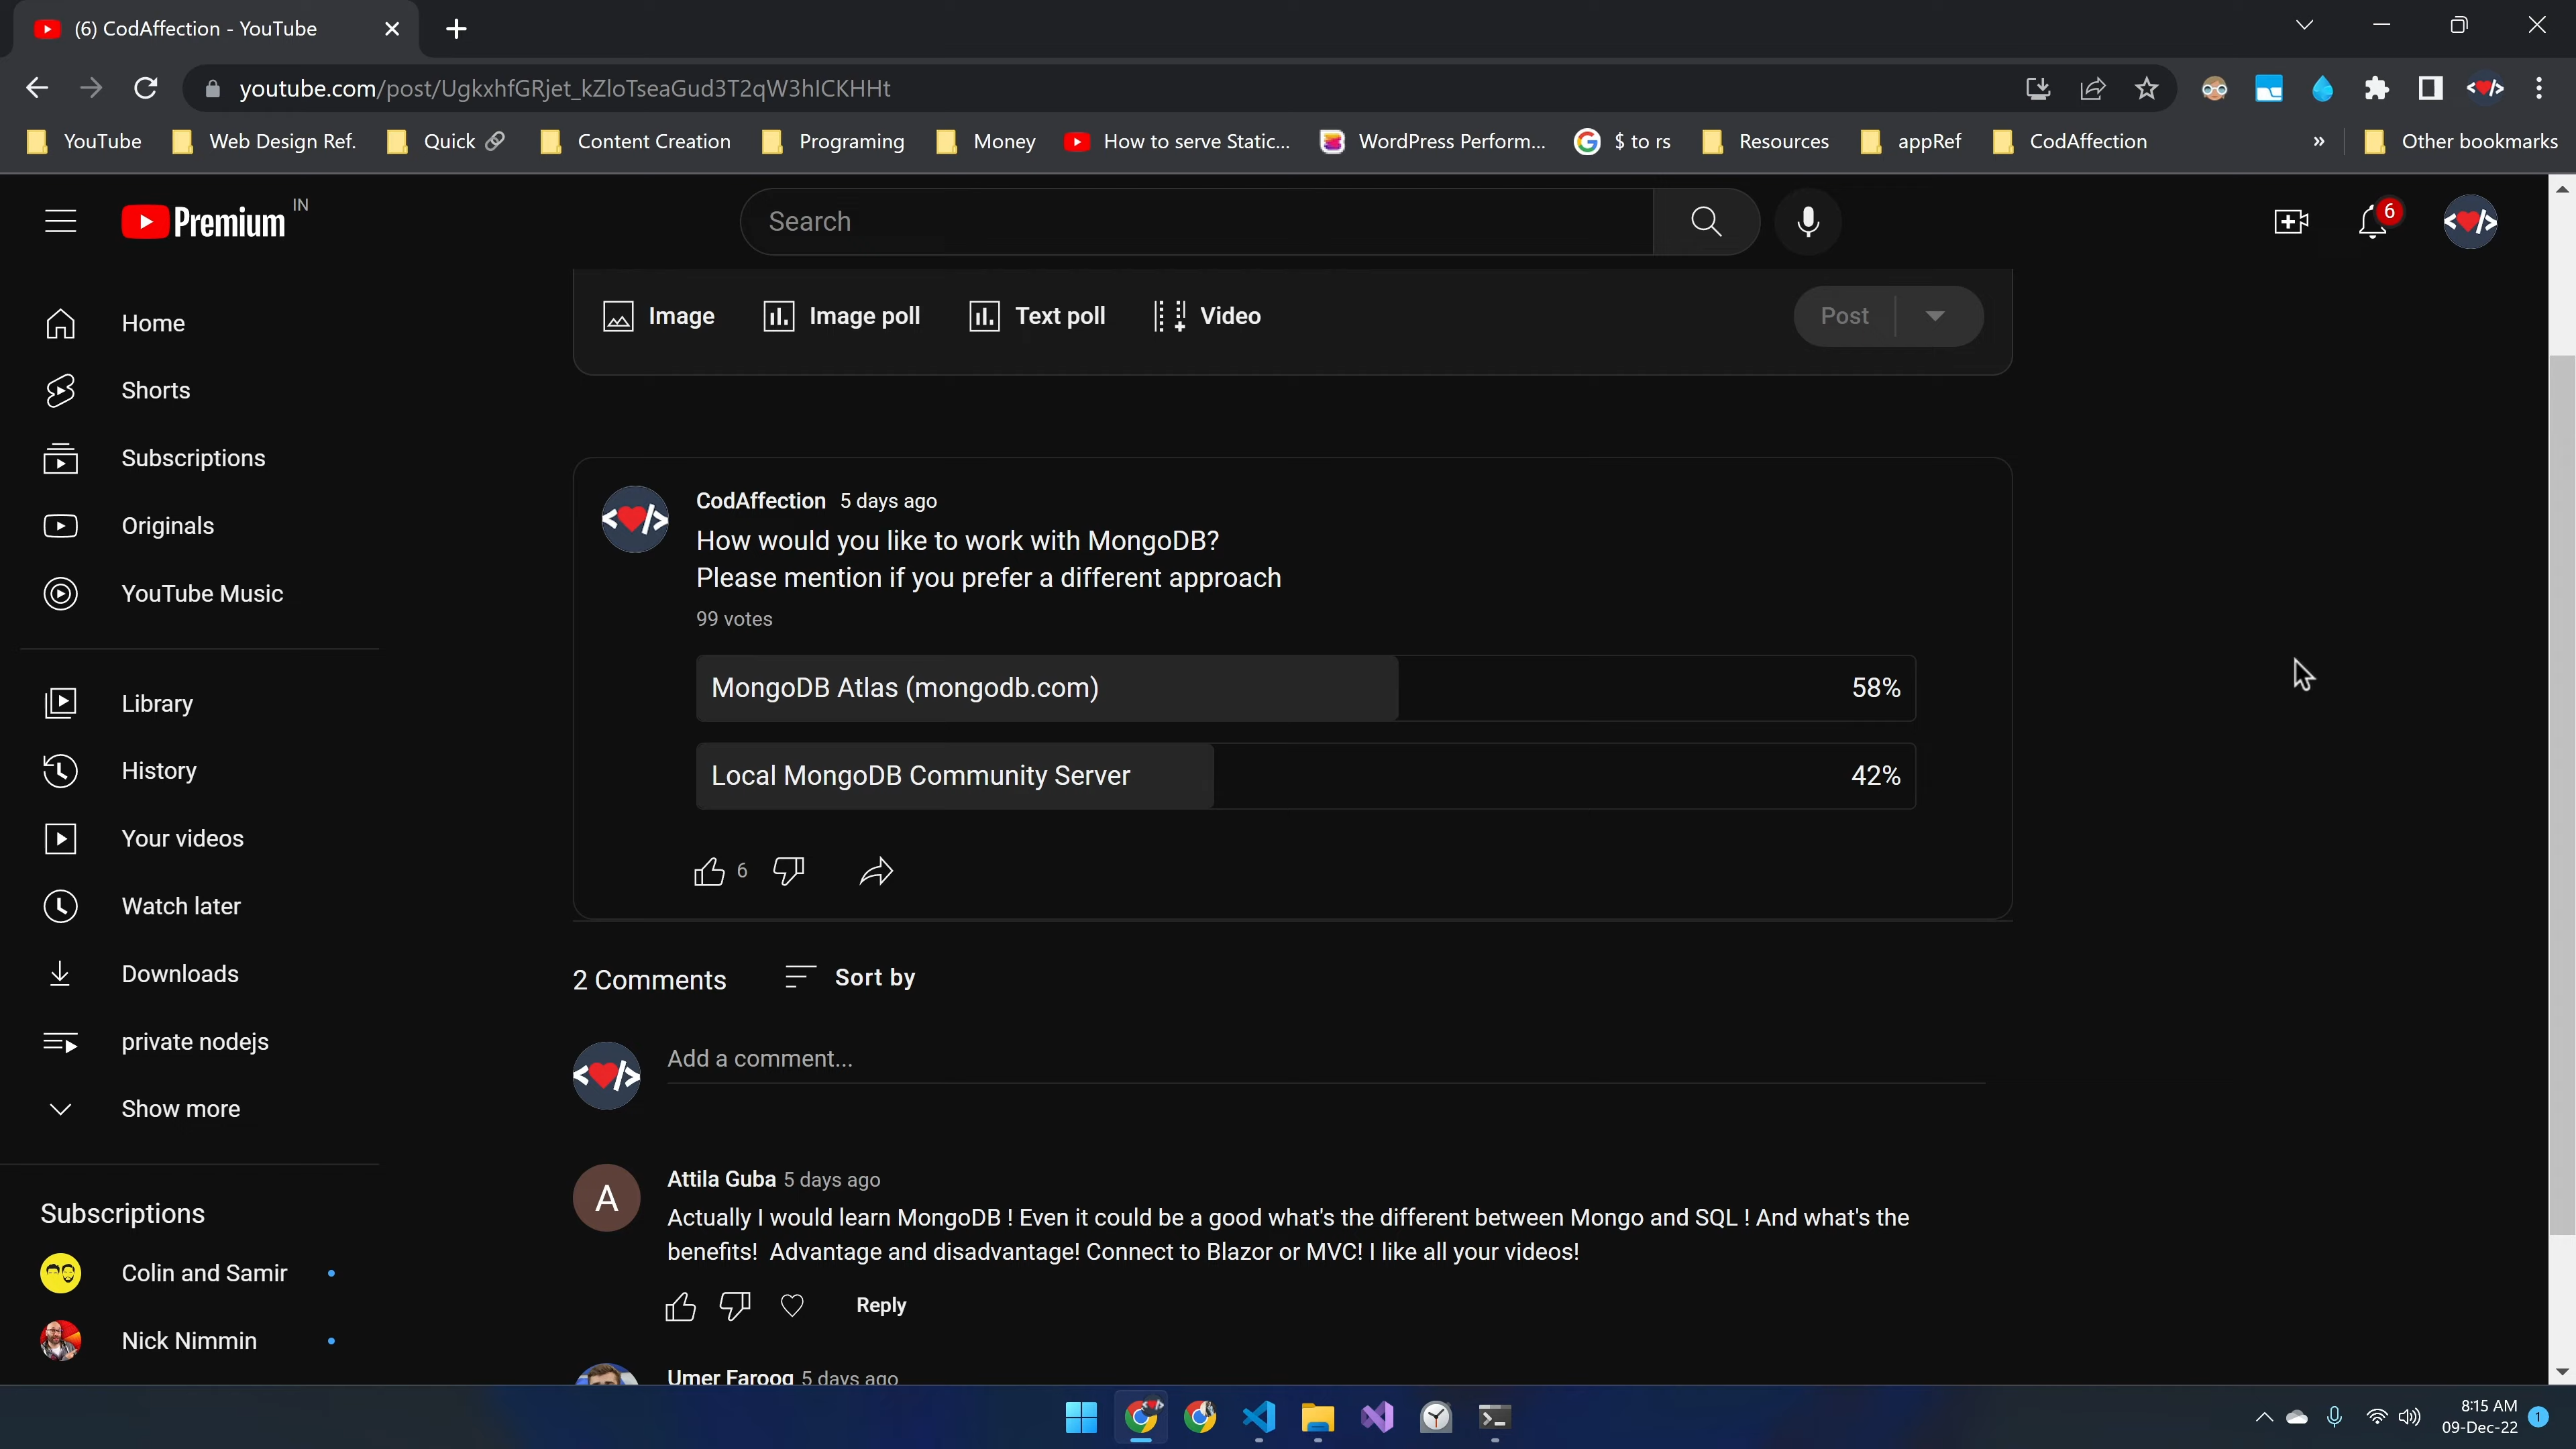 (6) CodAffection - YouTube
youtube.com/post/UgkxhfGRjet_kZloTseaGud3T2qW3hlCKHHt
YouTube
Web Design Ref.
Quick
Content Creation
Programing
Money
How to serve Static...
WordPress Perform...
$ to rs
Resources
appRef
CodAffection
»
Other bookmarks
Premium
IN
Search
6
Home
Shorts
Subscriptions
Originals
YouTube Music
Library
History
Your videos
Watch later
Downloads
private nodejs
Show more
Subscriptions
Colin and Samir
Nick Nimmin
Image
Image poll
Text poll
Video
Post
CodAffection 5 days ago
How would you like to work with MongoDB?
Please mention if you prefer a different approach
99 votes
MongoDB Atlas (mongodb.com) 58%
Local MongoDB Community Server 42%
6
2 Comments
Sort by
Add a comment...
A
Attila Guba 5 days ago
Actually I would learn MongoDB ! Even it could be a good what's the different between Mongo and SQL ! And what's the
benefits!  Advantage and disadvantage! Connect to Blazor or MVC! I like all your videos!
Reply
Umer Farooq 5 days ago
8:15 AM
09-Dec-22
1